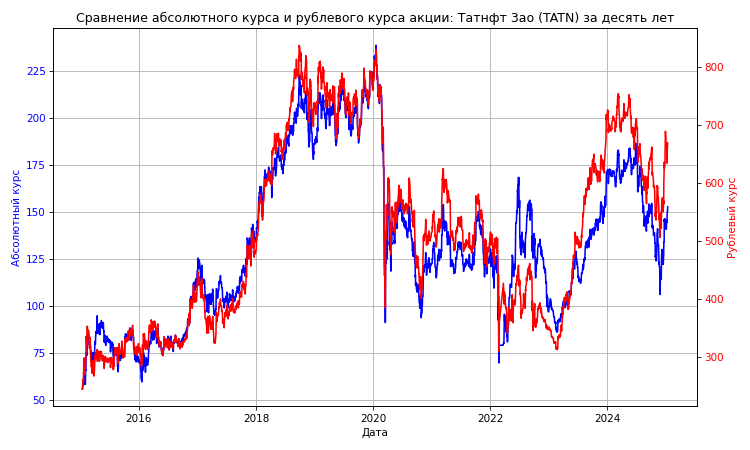 Сравнение абсолютного курса и рублевого курса акции: Татнфт 3ао (TATN) за десять лет
225
200
175
150
125
100
75
50
Абсолютный курс
800
700
600
500
400
300
Рублевый курс
2016 2018 2020 2022 2024
Дата